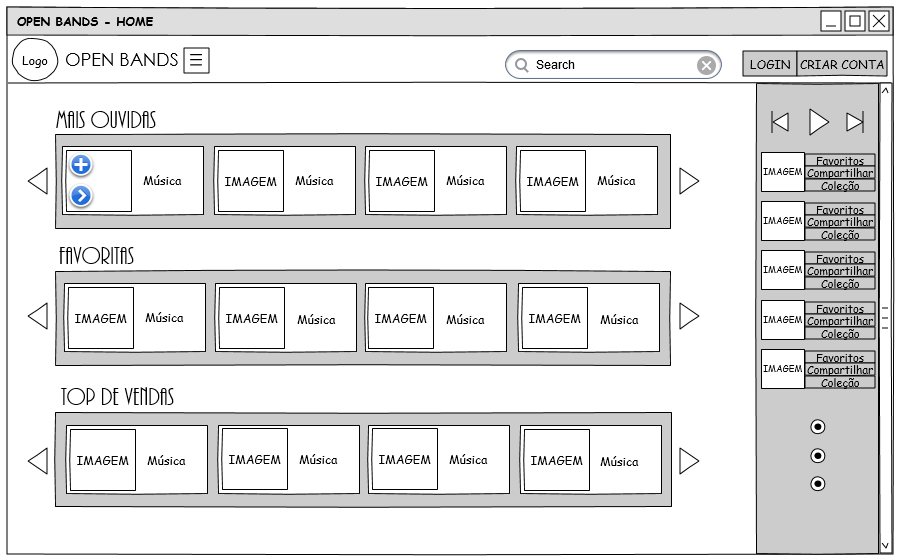 OPEN BANDS - HOME
Logo
OPEN BANDS
Search
LOGIN
CRIAR CONTA
MAIS OUVIDAS
Música
IMAGEM Música
IMAGEM Música
IMAGEM Música
FAVORITAS
IMAGEM Música
IMAGEM Música
IMAGEM Música
IMAGEM Música
TOP DE VENDAS
IMAGEM Música
IMAGEM Música
IMAGEM Música
IMAGEM Música
IMAGEM
Favoritos
Compartilhar
Coleção
IMAGEM
Favoritos
Compartilhar
Coleção
IMAGEM
Favoritos
Compartilhar
Coleção
IMAGEM
Favoritos
Compartilhar
Coleção
IMAGEM
Favoritos
Compartilhar
Coleção